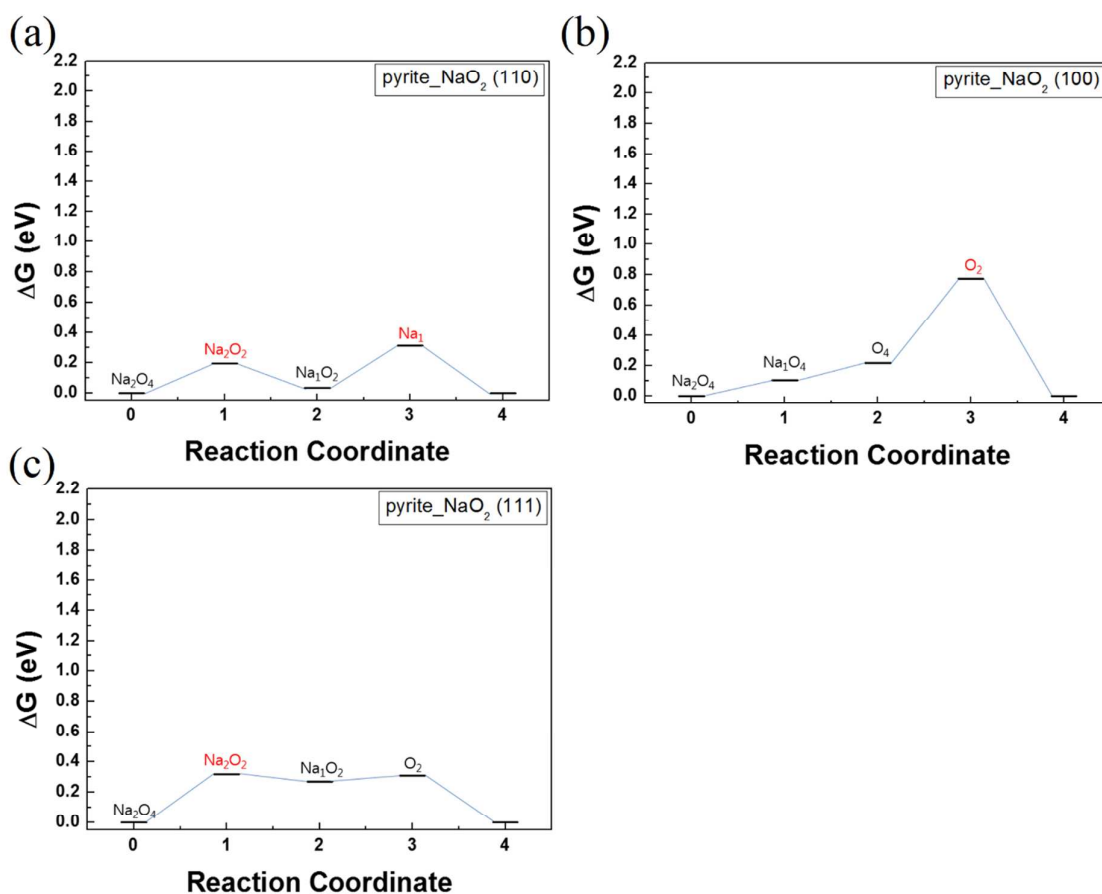 (a)
pyrite_NaO₂ (110)
2.2
2.0
1.8
1.6
1.4
1.2
1.0
0.8
0.6
0.4
0.2
0.0
ΔG (eV)
Na₂O₄
Na₂O₂
Na₁O₂
Na₁
0 1 2 3 4
Reaction Coordinate
(b)
pyrite_NaO₂ (100)
2.2
2.0
1.8
1.6
1.4
1.2
1.0
0.8
0.6
0.4
0.2
0.0
ΔG (eV)
Na₂O₄
Na₁O₄
O₄
O₂
0 1 2 3 4
Reaction Coordinate
(c)
pyrite_NaO₂ (111)
2.2
2.0
1.8
1.6
1.4
1.2
1.0
0.8
0.6
0.4
0.2
0.0
ΔG (eV)
Na₂O₄
Na₂O₂
Na₁O₂
O₂
0 1 2 3 4
Reaction Coordinate